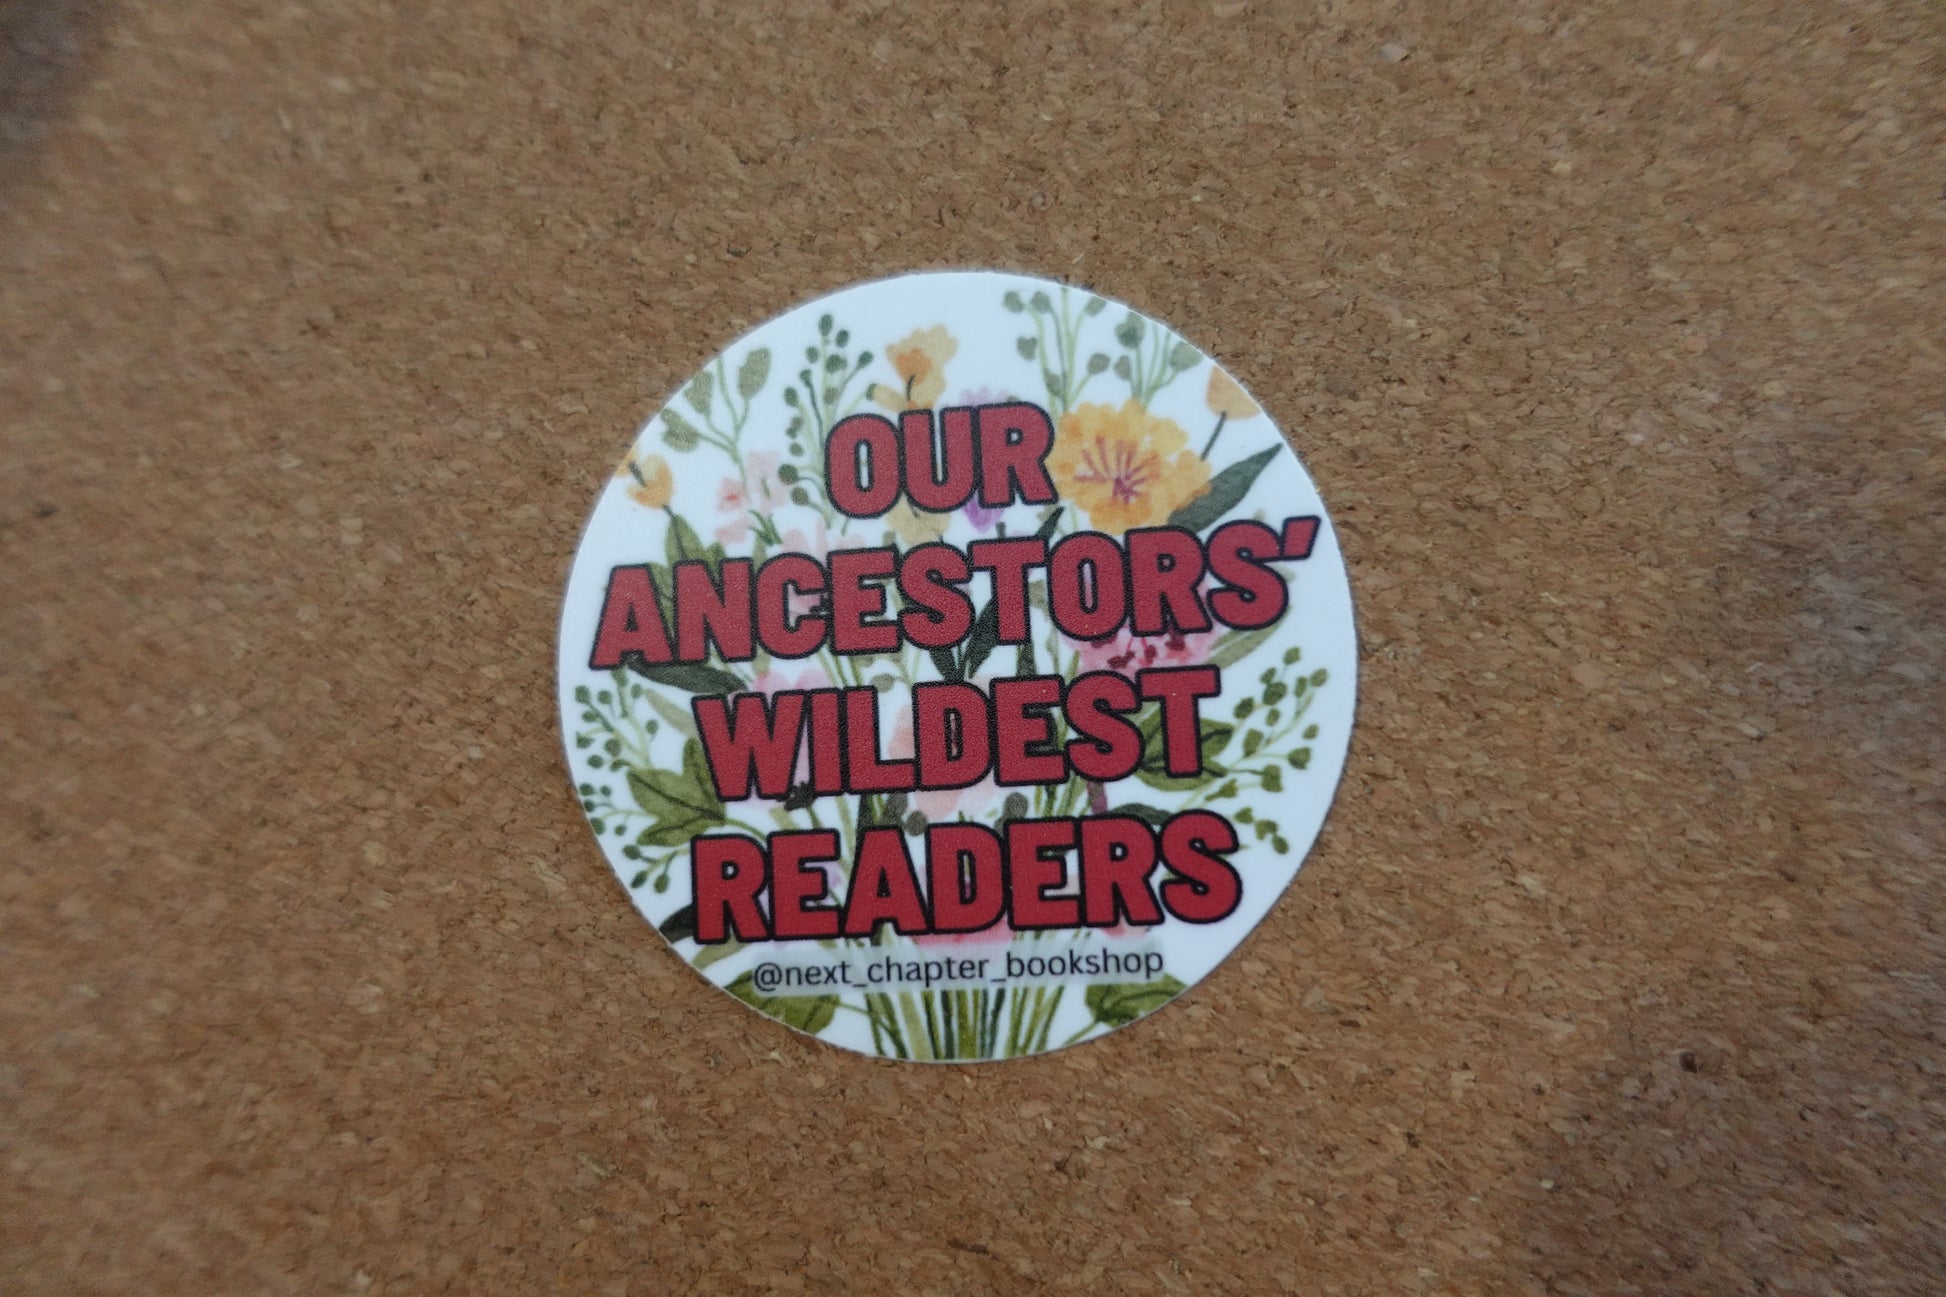 OUR
ANCESTORS'
WILDEST
READERS
@next_chapter_bookshop